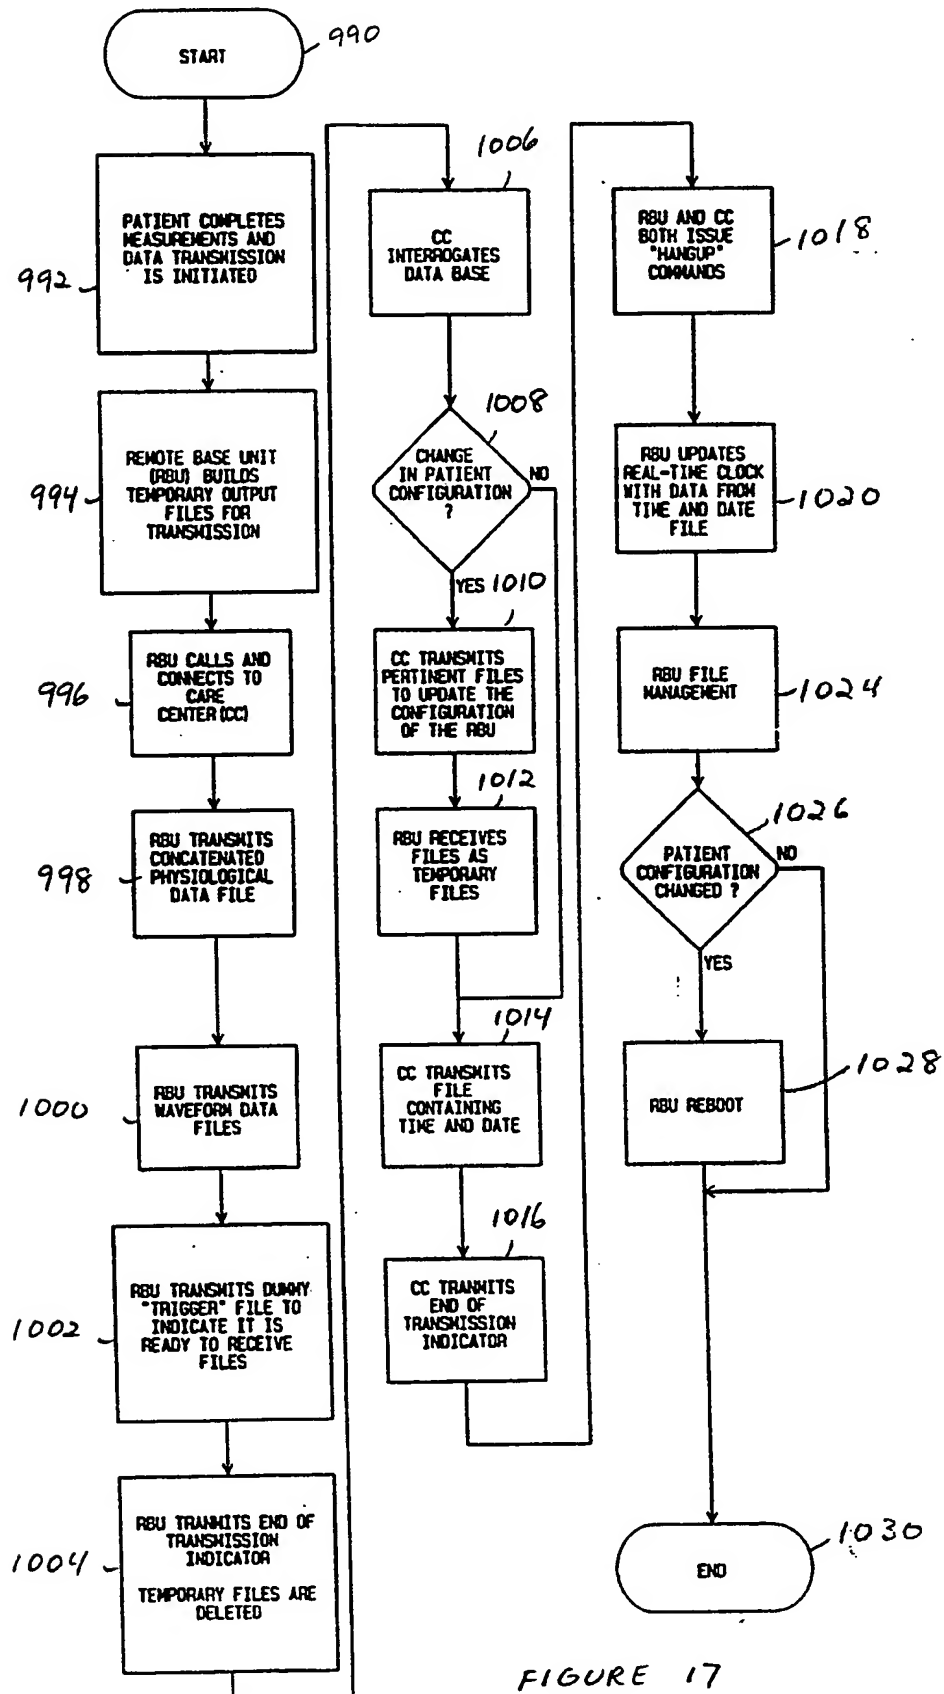 START
990
PATIENT COMPLETES
MEASUREMENTS AND
DATA TRANSMISSION
IS INITIATED
992
REMOTE BASE UNIT
(RBU) BUILDS
TEMPORARY OUTPUT
FILES FOR
TRANSMISSION
994
RBU CALLS AND
CONNECTS TO
CARE
CENTER(CC)
996
RBU TRANSMITS
CONCATENATED
PHYSIOLOGICAL
DATA FILE
998
RBU TRANSMITS
WAVEFORM DATA
FILES
1000
RBU TRANSMITS DUMMY
"TRIGGER" FILE TO
INDICATE IT IS
READY TO RECEIVE
FILES
1002
RBU TRANMITS END OF
TRANSMISSION
INDICATOR
TEMPORARY FILES ARE
DELETED
1004
1006
CC
INTERROGATES
DATA BASE
1008
CHANGE
IN PATIENT
CONFIGURATION
?
NO
YES
1010
CC TRANSMITS
PERTINENT FILES
TO UPDATE THE
CONFIGURATION
OF THE RBU
1012
RBU RECEIVES
FILES AS
TEMPORARY
FILES
1014
CC TRANSMITS
FILE
CONTAINING
TIME AND DATE
1016
CC TRANMITS
END OF
TRANSMISSION
INDICATOR
RBU AND CC
BOTH ISSUE
"HANGUP"
COMMANDS
1018
RBU UPDATES
REAL-TIME CLOCK
WITH DATA FROM
TIME AND DATE
FILE
1020
RBU FILE
MANAGEMENT
1024
1026
PATIENT
CONFIGURATION
CHANGED ?
NO
YES
RBU REBOOT
1028
END
1030
FIGURE 17